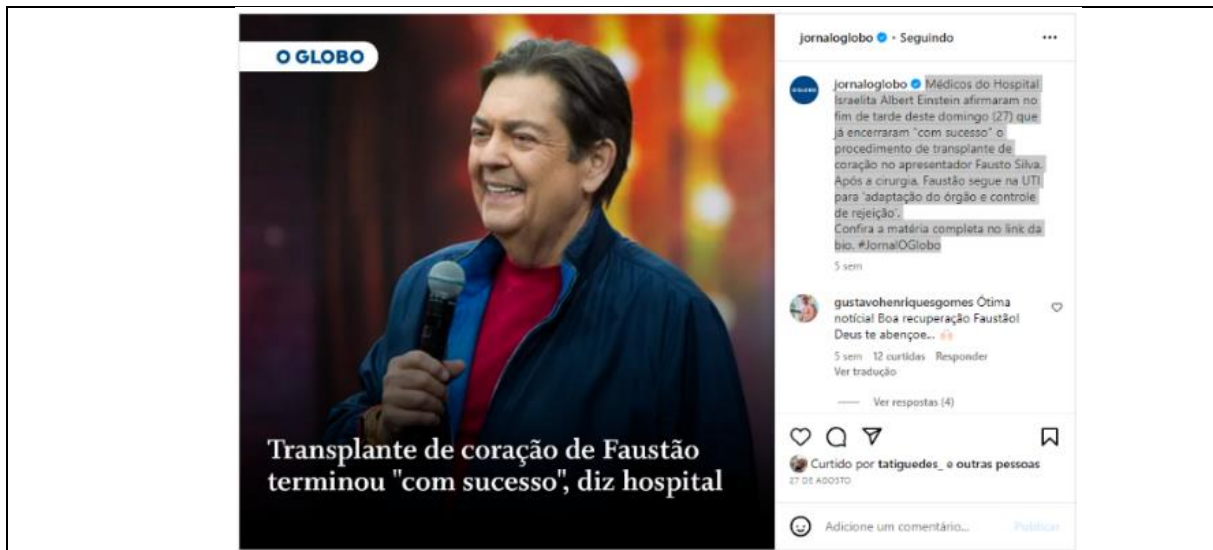 O GLOBO
Transplante de coração de Faustão
terminou "com sucesso", diz hospital
jornaloglobo • Seguindo
jornaloglobo Médicos do Hospital
Israelita Albert Einstein afirmaram no
fim de tarde deste domingo (27) que
já encerraram "com sucesso" o
procedimento de transplante de
coração no apresentador Fausto Silva.
Após a cirurgia, Faustão segue na UTI
para 'adaptação do órgão e controle
de rejeição'.
Confira a matéria completa no link da
bio. #JornalOGlobo
5 sem
gustavohenriquesgomes Ótima
notícia! Boa recuperação Faustão!
Deus te abençoe...
5 sem 12 curtidas Responder
Ver tradução
Ver respostas (4)
Curtido por tatiguedes_ e outras pessoas
27 DE AGOSTO
Adicione um comentário... Publicar